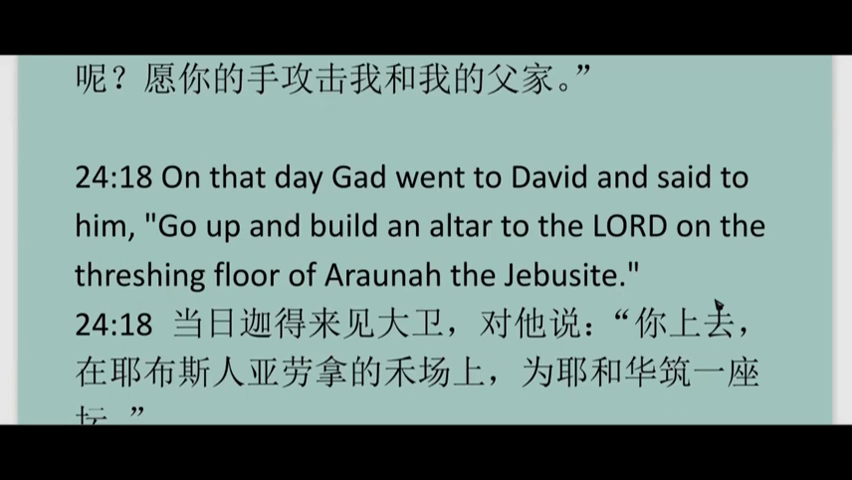 呢？愿你的手攻击我和我的父家。”
24:18 On that day Gad went to David and said to
him, "Go up and build an altar to the LORD on the
threshing floor of Araunah the Jebusite."
24:18 当日迦得来见大卫，对他说：“你上去，
在耶布斯人亚劳拿的禾场上，为耶和华筑一座
坛。”